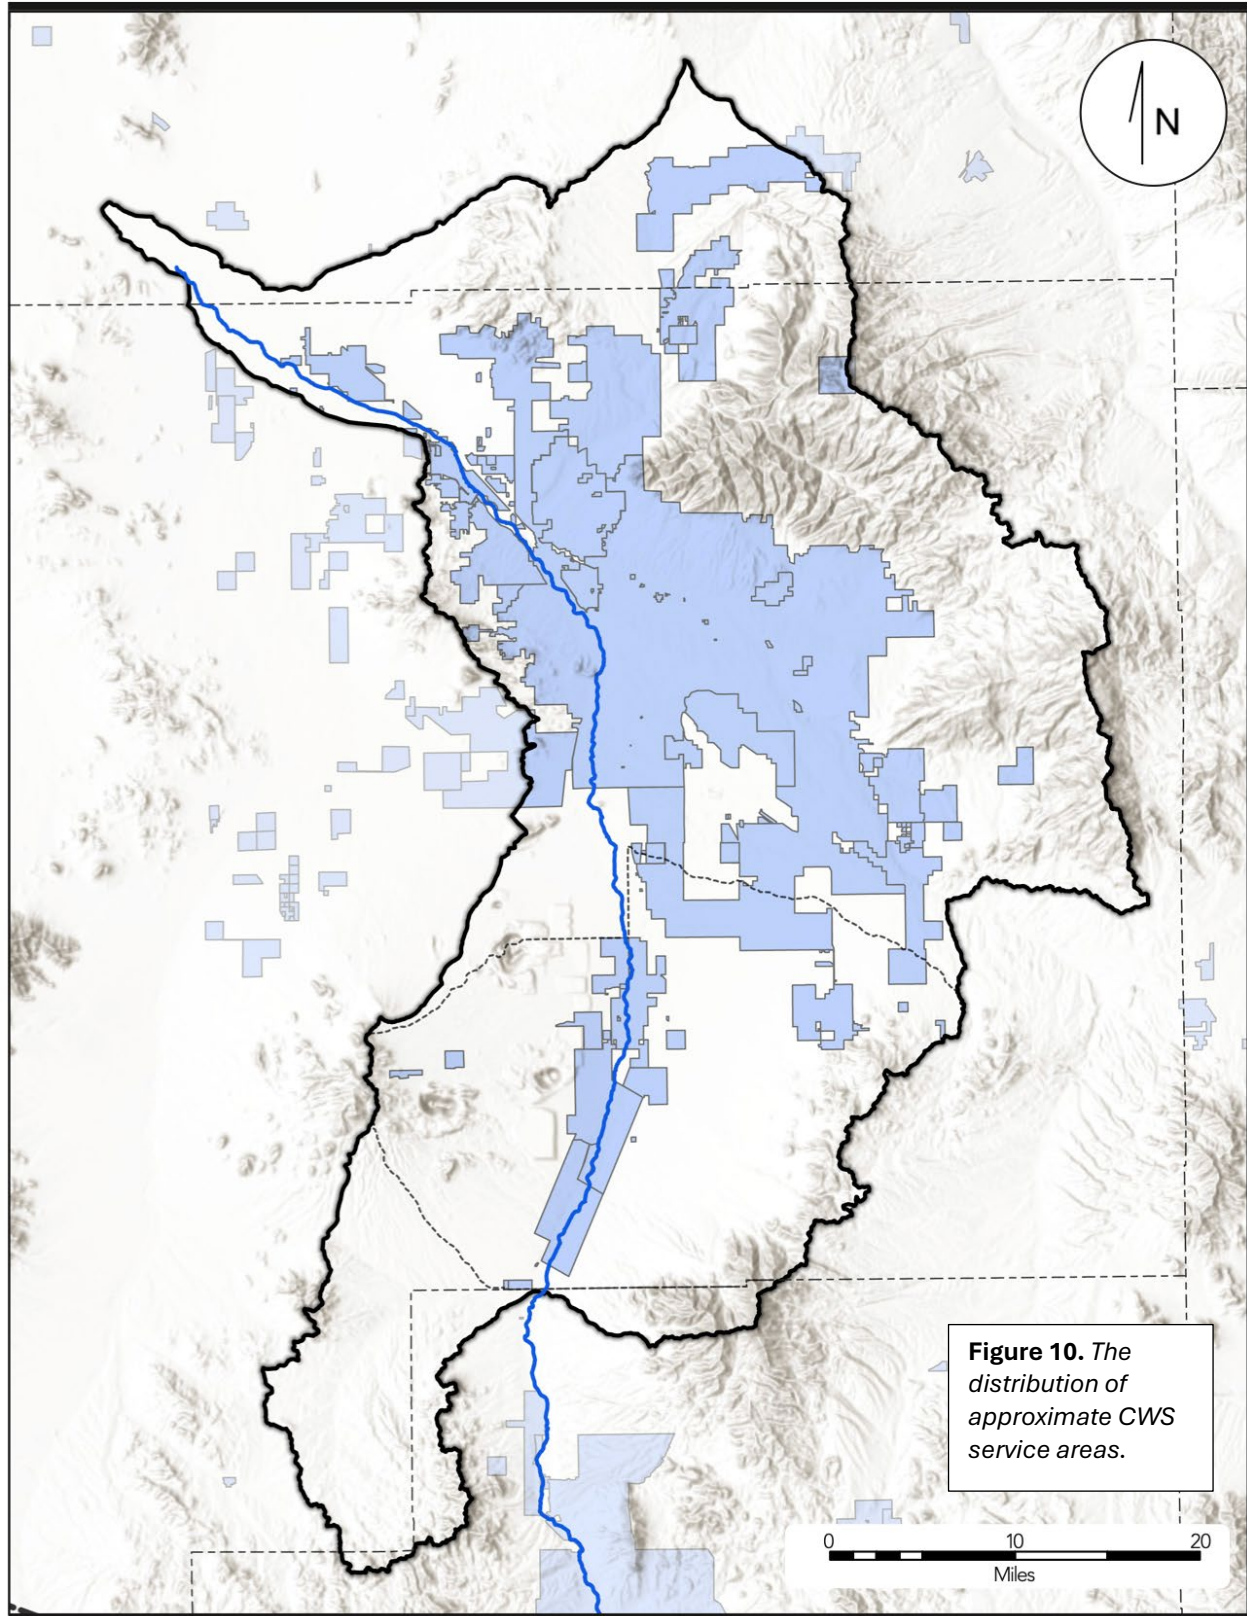 N
Figure 10. The
distribution of
approximate CWS
service areas.
0 10 20
Miles